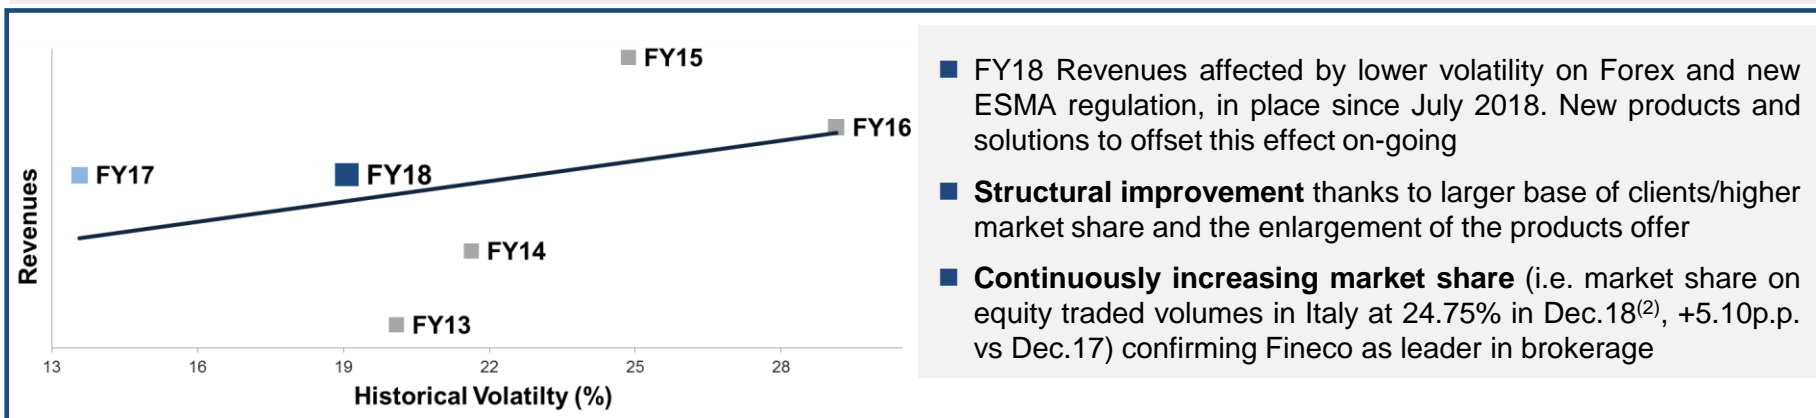 FY15
FY16
FY17
FY18
FY14
FY13
Revenues
13
16
19
22
25
28
Historical Volatilty (%)
FY18 Revenues affected by lower volatility on Forex and new
ESMA regulation, in place since July 2018. New products and
solutions to offset this effect on-going
Structural improvement thanks to larger base of clients/higher
market share and the enlargement of the products offer
Continuously increasing market share (i.e. market share on
equity traded volumes in Italy at 24.75% in Dec.18(2), +5.10p.p.
vs Dec.17) confirming Fineco as leader in brokerage